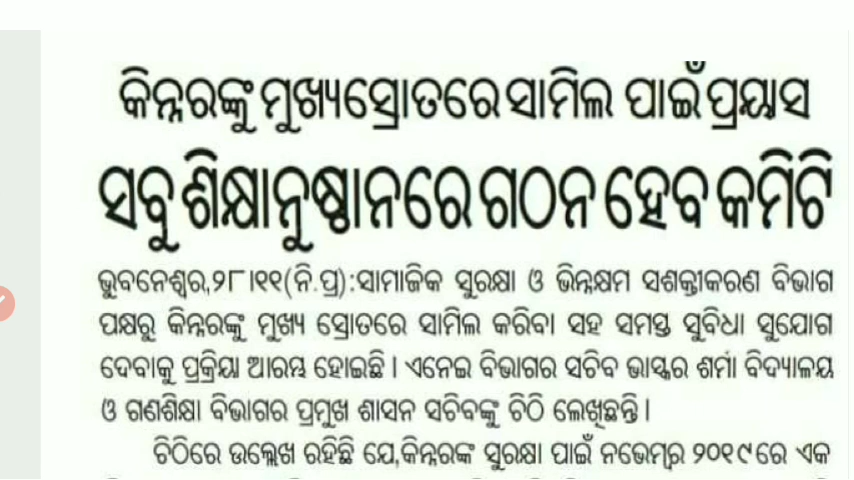 କିନ୍ନରଙ୍କୁ ମୁଖ୍ୟସ୍ରୋତରେ ସାମିଲ ପାଇଁ ପ୍ରୟାସ
ସବୁ ଶିକ୍ଷାନୁଷ୍ଠାନରେ ଗଠନ ହେବ କମିଟି
ଭୁବନେଶ୍ୱର,୨୮।୧୧(ନି.ପ୍ର):ସାମାଜିକ ସୁରକ୍ଷା ଓ ଭିନ୍ନକ୍ଷମ ସଶକ୍ତୀକରଣ ବିଭାଗ
ପକ୍ଷରୁ କିନ୍ନରଙ୍କୁ ମୁଖ୍ୟ ସ୍ରୋତରେ ସାମିଲ କରିବା ସହ ସମସ୍ତ ସୁବିଧା ସୁଯୋଗ
ଦେବାକୁ ପ୍ରକ୍ରିୟା ଆରମ୍ଭ ହୋଇଛି । ଏନେଇ ବିଭାଗର ସଚିବ ଭାସ୍କର ଶର୍ମା ବିଦ୍ୟାଳୟ
ଓ ଗଣଶିକ୍ଷା ବିଭାଗର ପ୍ରମୁଖ ଶାସନ ସଚିବଙ୍କୁ ଚିଠି ଲେଖିଛନ୍ତି ।
ଚିଠିରେ ଉଲ୍ଲେଖ ରହିଛି ଯେ,କିନ୍ନରଙ୍କ ସୁରକ୍ଷା ପାଇଁ ନଭେମ୍ବର ୨୦୧୯ରେ ଏକ